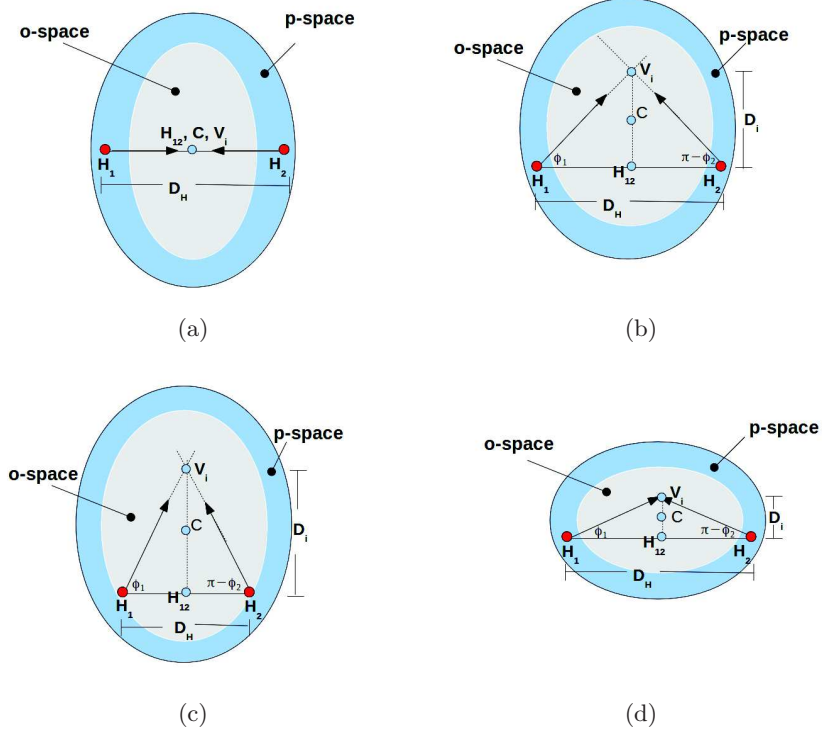 p-space
o-space
H12, C, Vi
H1
H2
DH
(a)
p-space
o-space
Vi
C
Di
ϕ1
π−ϕ2
H1
H12
H2
DH
(b)
p-space
o-space
Vi
C
Di
ϕ1
π−ϕ2
H1
H12
H2
DH
(c)
p-space
o-space
Vi
C
Di
ϕ1
π−ϕ2
H1
H12
H2
DH
(d)